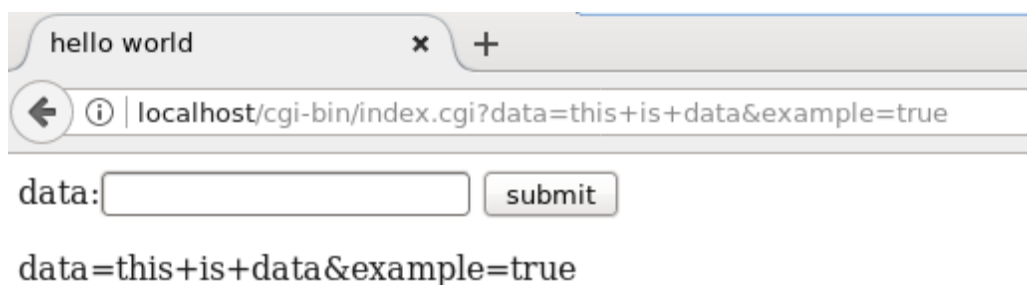 hello world
localhost/cgi-bin/index.cgi?data=this+is+data&example=true
data: submit
data=this+is+data&example=true